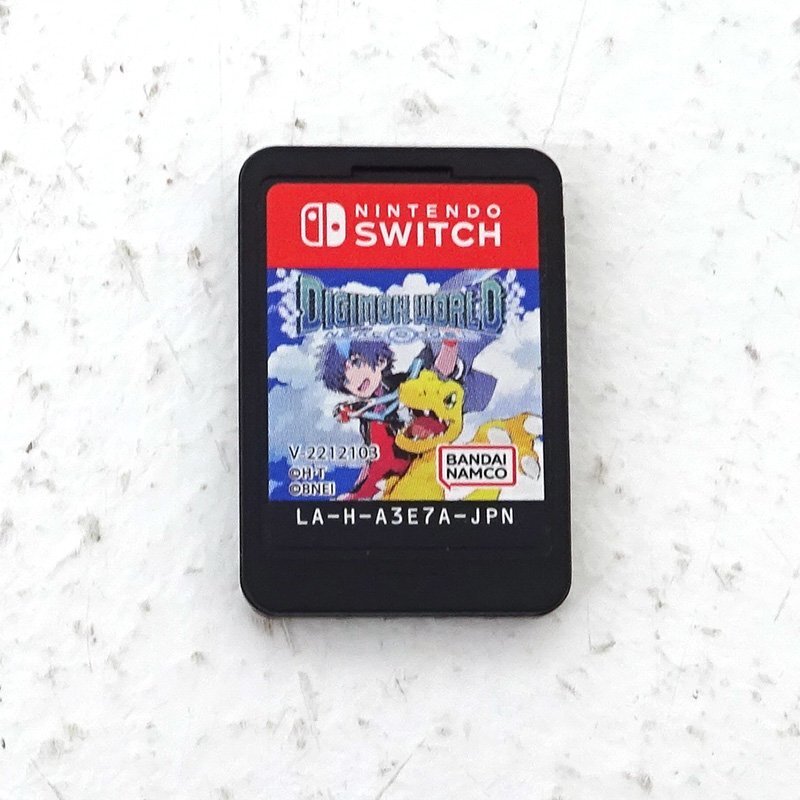 NINTENDO
SWITCH
DIGIMON WORLD
V-2212103
©H·T
©BNEI
BANDAI
NAMCO
LA-H-A3E7A-JPN